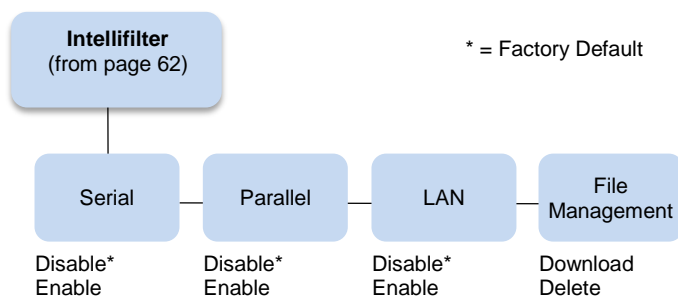 Intellifilter
(from page 62)
* = Factory Default
Serial
Parallel
LAN
File
Management
Disable*
Enable
Disable*
Enable
Disable*
Enable
Download
Delete